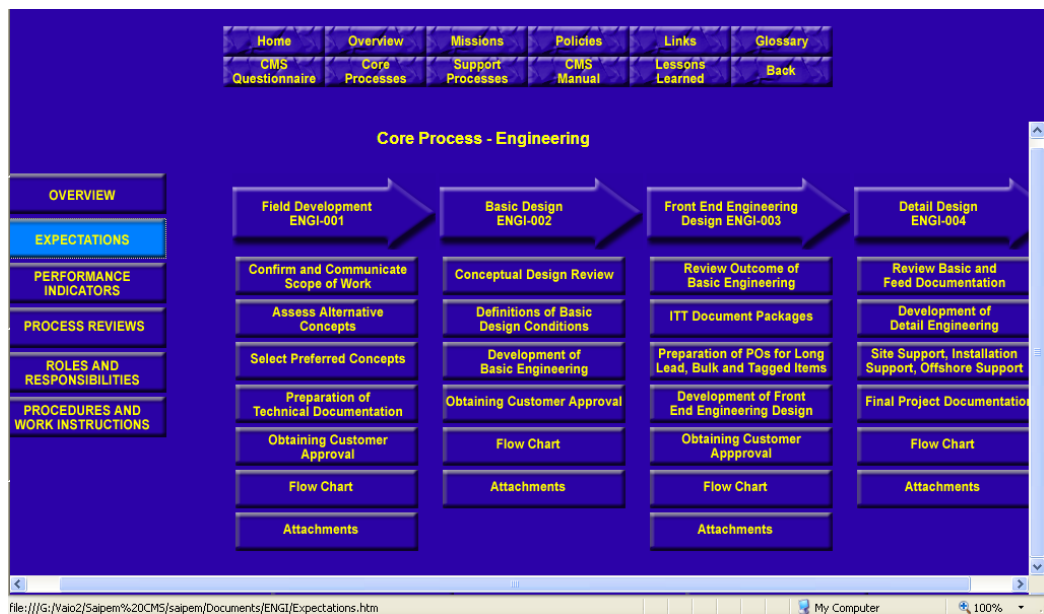 Home Overview Missions Policies Links Glossary
CMS Questionnaire Core Processes Support Processes CMS Manual Lessons Learned Back
Core Process - Engineering
OVERVIEW
EXPECTATIONS
PERFORMANCE
INDICATORS
PROCESS REVIEWS
ROLES AND
RESPONSIBILITIES
PROCEDURES AND
WORK INSTRUCTIONS
Field Development
ENGI-001
Confirm and Communicate
Scope of Work
Assess Alternative
Concepts
Select Preferred Concepts
Preparation of
Technical Documentation
Obtaining Customer
Approval
Flow Chart
Attachments
Basic Design
ENGI-002
Conceptual Design Review
Definitions of Basic
Design Conditions
Development of
Basic Engineering
Obtaining Customer Approval
Flow Chart
Attachments
Front End Engineering
Design ENGI-003
Review Outcome of
Basic Engineering
ITT Document Packages
Preparation of POs for Long
Lead, Bulk and Tagged Items
Development of Front
End Engineering Design
Obtaining Customer
Appproval
Flow Chart
Attachments
Detail Design
ENGI-004
Review Basic and
Feed Documentation
Development of
Detail Engineering
Site Support, Installation
Support, Offshore Support
Final Project Documentation
Flow Chart
Attachments
file:///G:/Vaio2/Saipem%20CMS/saipem/Documents/ENGI/Expectations.htm
My Computer
100%